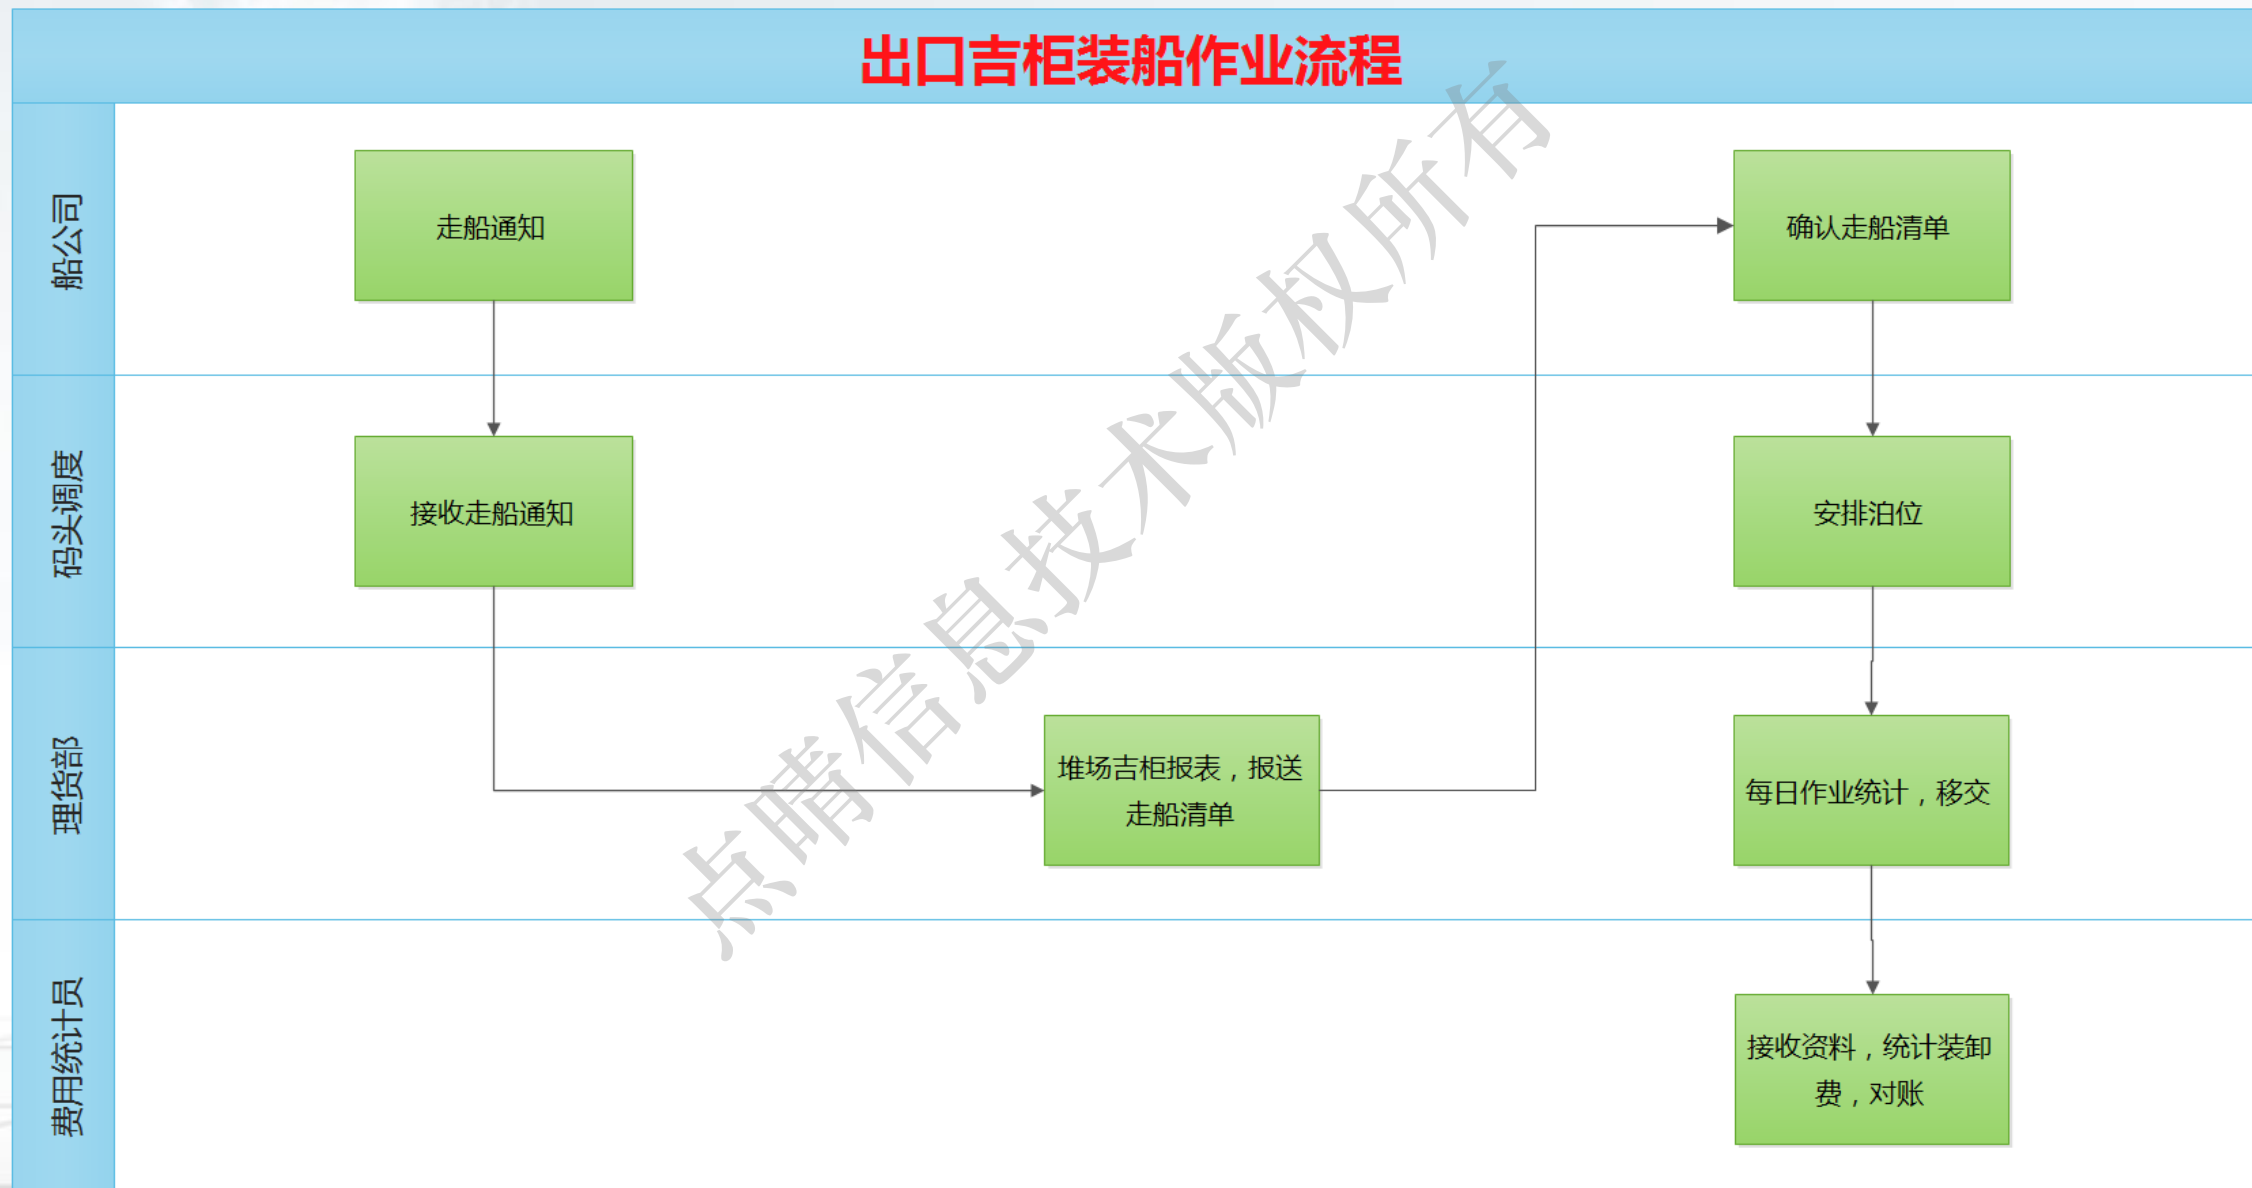 出口吉柜装船作业流程
船公司
走船通知
确认走船清单
码头调度
接收走船通知
安排泊位
理货部
堆场吉柜报表，报送
走船清单
每日作业统计，移交
费用统计员
接收资料，统计装卸
费，对账
点晴信息技术版权所有